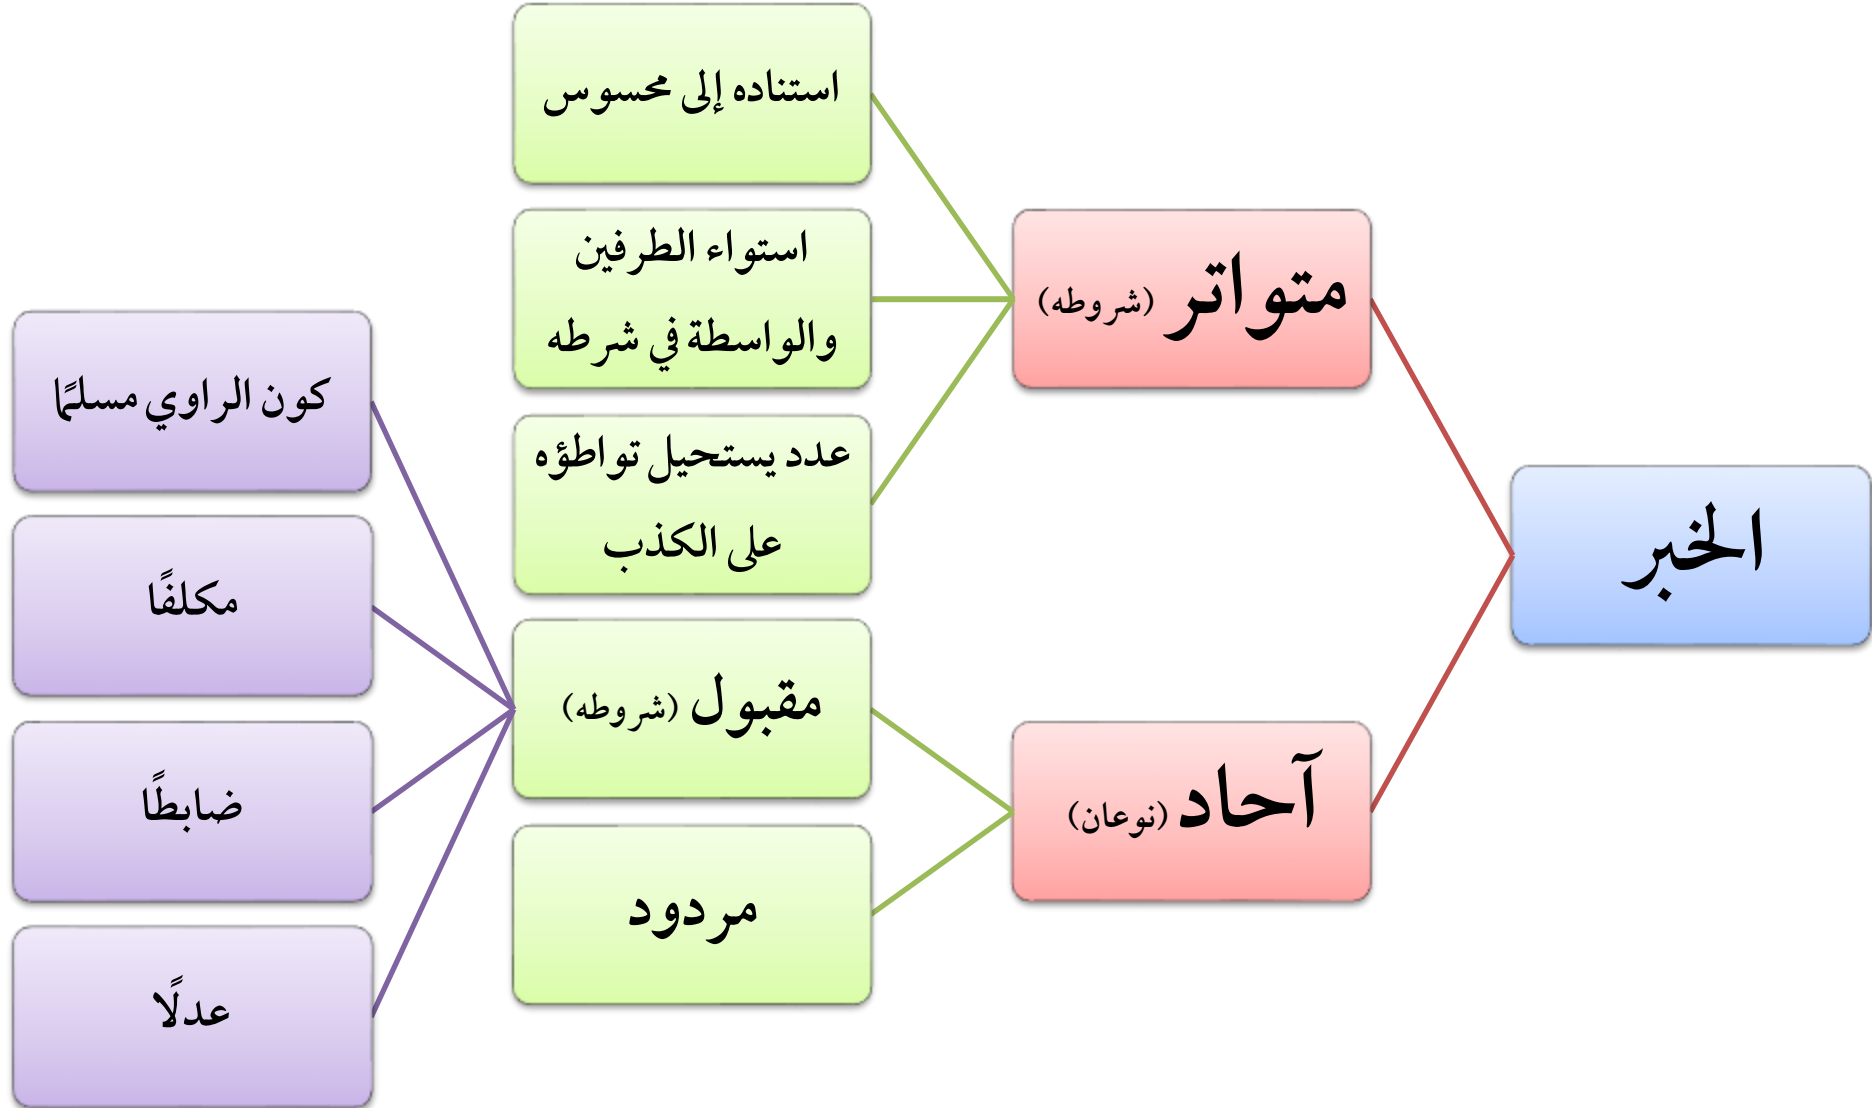 الخبر
متواتر (شروطه)
استناده إلى محسوس
استواء الطرفين
والواسطة في شرطه
عدد يستحيل تواطؤه
على الكذب
آحاد (نوعان)
مقبول (شروطه)
كون الراوي مسلمًا
مكلفًا
ضابطًا
عدلًا
مردود